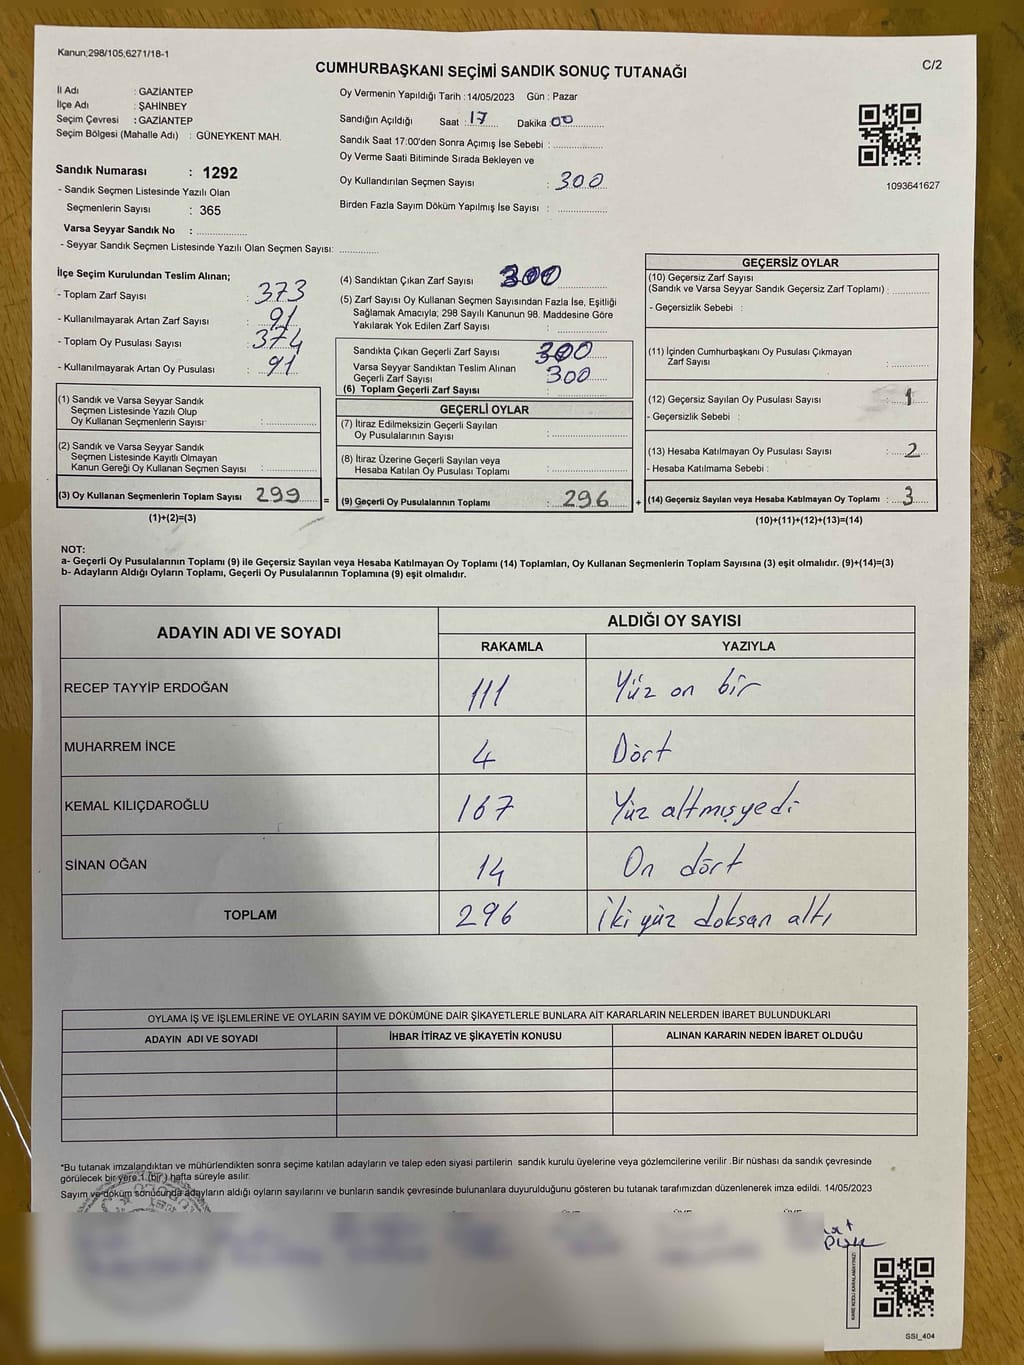 Kanun;298/105,6271/18-1
C/2
CUMHURBAŞKANI SEÇİMİ SANDIK SONUÇ TUTANAĞI
İl Adı : GAZİANTEP
İlçe Adı : ŞAHİNBEY
Seçim Çevresi : GAZİANTEP
Seçim Bölgesi (Mahalle Adı) : GÜNEYKENT MAH.
Sandık Numarası : 1292
- Sandık Seçmen Listesinde Yazılı Olan
Seçmenlerin Sayısı : 365
Varsa Seyyar Sandık No : ................
- Seyyar Sandık Seçmen Listesinde Yazılı Olan Seçmen Sayısı: ............
Oy Vermenin Yapıldığı Tarih :14/05/2023 Gün : Pazar
Sandığın Açıldığı Saat : 17 Dakika : 00
Sandık Saat 17:00'den Sonra Açımış İse Sebebi : ................
Oy Verme Saati Bitiminde Sırada Bekleyen ve
Oy Kullandırılan Seçmen Sayısı : 300
Birden Fazla Sayım Döküm Yapılmış İse Sayısı : ................
1093641627
İlçe Seçim Kurulundan Teslim Alınan;
- Toplam Zarf Sayısı : 373
- Kullanılmayarak Artan Zarf Sayısı : 91
- Toplam Oy Pusulası Sayısı : 374
- Kullanılmayarak Artan Oy Pusulası : 91
(1) Sandık ve Varsa Seyyar Sandık
Seçmen Listesinde Yazılı Olup
Oy Kullanan Seçmenlerin Sayısı : ................
(2) Sandık ve Varsa Seyyar Sandık
Seçmen Listesinde Kayıtlı Olmayan
Kanun Gereği Oy Kullanan Seçmen Sayısı : ................
(3) Oy Kullanan Seçmenlerin Toplam Sayısı 299 =
(1)+(2)=(3)
(4) Sandıktan Çıkan Zarf Sayısı 300
(5) Zarf Sayısı Oy Kullanan Seçmen Sayısından Fazla İse, Eşitliği
Sağlamak Amacıyla; 298 Sayılı Kanunun 98. Maddesine Göre
Yakılarak Yok Edilen Zarf Sayısı : ................
Sandıkta Çıkan Geçerli Zarf Sayısı 300
Varsa Seyyar Sandıktan Teslim Alınan
Geçerli Zarf Sayısı : 300
(6) Toplam Geçerli Zarf Sayısı : ................
GEÇERLİ OYLAR
(7) İtiraz Edilmeksizin Geçerli Sayılan
Oy Pusulalarının Sayısı : ................
(8) İtiraz Üzerine Geçerli Sayılan veya
Hesaba Katılan Oy Pusulası Toplamı : ................
(9) Geçerli Oy Pusulalarının Toplamı : 296 +
GEÇERSİZ OYLAR
(10) Geçersiz Zarf Sayısı
(Sandık ve Varsa Seyyar Sandık Geçersiz Zarf Toplamı) : ............
- Geçersizlik Sebebi :
(11) İçinden Cumhurbaşkanı Oy Pusulası Çıkmayan
Zarf Sayısı : ............
(12) Geçersiz Sayılan Oy Pusulası Sayısı : 1
- Geçersizlik Sebebi :
(13) Hesaba Katılmayan Oy Pusulası Sayısı : 2
- Hesaba Katılmama Sebebi :
(14) Geçersiz Sayılan veya Hesaba Katılmayan Oy Toplamı : 3
(10)+(11)+(12)+(13)=(14)
NOT:
a- Geçerli Oy Pusulalarının Toplamı (9) ile Geçersiz Sayılan veya Hesaba Katılmayan Oy Toplamı (14) Toplamları, Oy Kullanan Seçmenlerin Toplam Sayısına (3) eşit olmalıdır. (9)+(14)=(3)
b- Adayların Aldığı Oyların Toplamı, Geçerli Oy Pusulalarının Toplamına (9) eşit olmalıdır.
ADAYIN ADI VE SOYADI
ALDIĞI OY SAYISI
RAKAMLA YAZIYLA
RECEP TAYYİP ERDOĞAN 111 Yüz on bir
MUHARREM İNCE 4 Dört
KEMAL KILIÇDAROĞLU 167 Yüz altmışyedi
SİNAN OĞAN 14 On dört
TOPLAM 296 İki yüz doksan altı
OYLAMA İŞ VE İŞLEMLERİNE VE OYLARIN SAYIM VE DÖKÜMÜNE DAİR ŞİKAYETLERLE BUNLARA AİT KARARLARIN NELERDEN İBARET BULUNDUKLARI
ADAYIN ADI VE SOYADI İHBAR İTİRAZ VE ŞİKAYETİN KONUSU ALINAN KARARIN NEDEN İBARET OLDUĞU
*Bu tutanak imzalandıktan ve mühürlendikten sonra seçime katılan adayların ve talep eden siyasi partilerin sandık kurulu üyelerine veya gözlemcilerine verilir .Bir nüshası da sandık çevresinde
görülecek bir yere 1 (bir) hafta süreyle asılır.
Sayım ve döküm sonucunda adayların aldığı oyların sayılarını ve bunların sandık çevresinde bulunanlara duyurulduğunu gösteren bu tutanak tarafımızdan düzenlenerek imza edildi. 14/05/2023
SSI_404